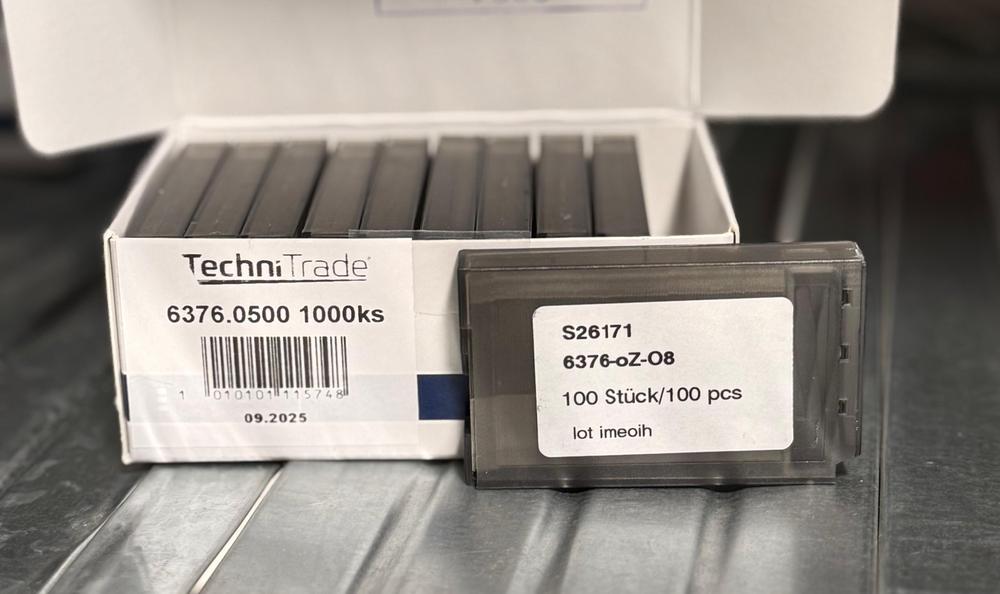 TechniTrade
6376.0500 1000ks
1 010101 115748
09.2025
S26171
6376-oZ-O8
100 Stück/100 pcs
lot imeoih